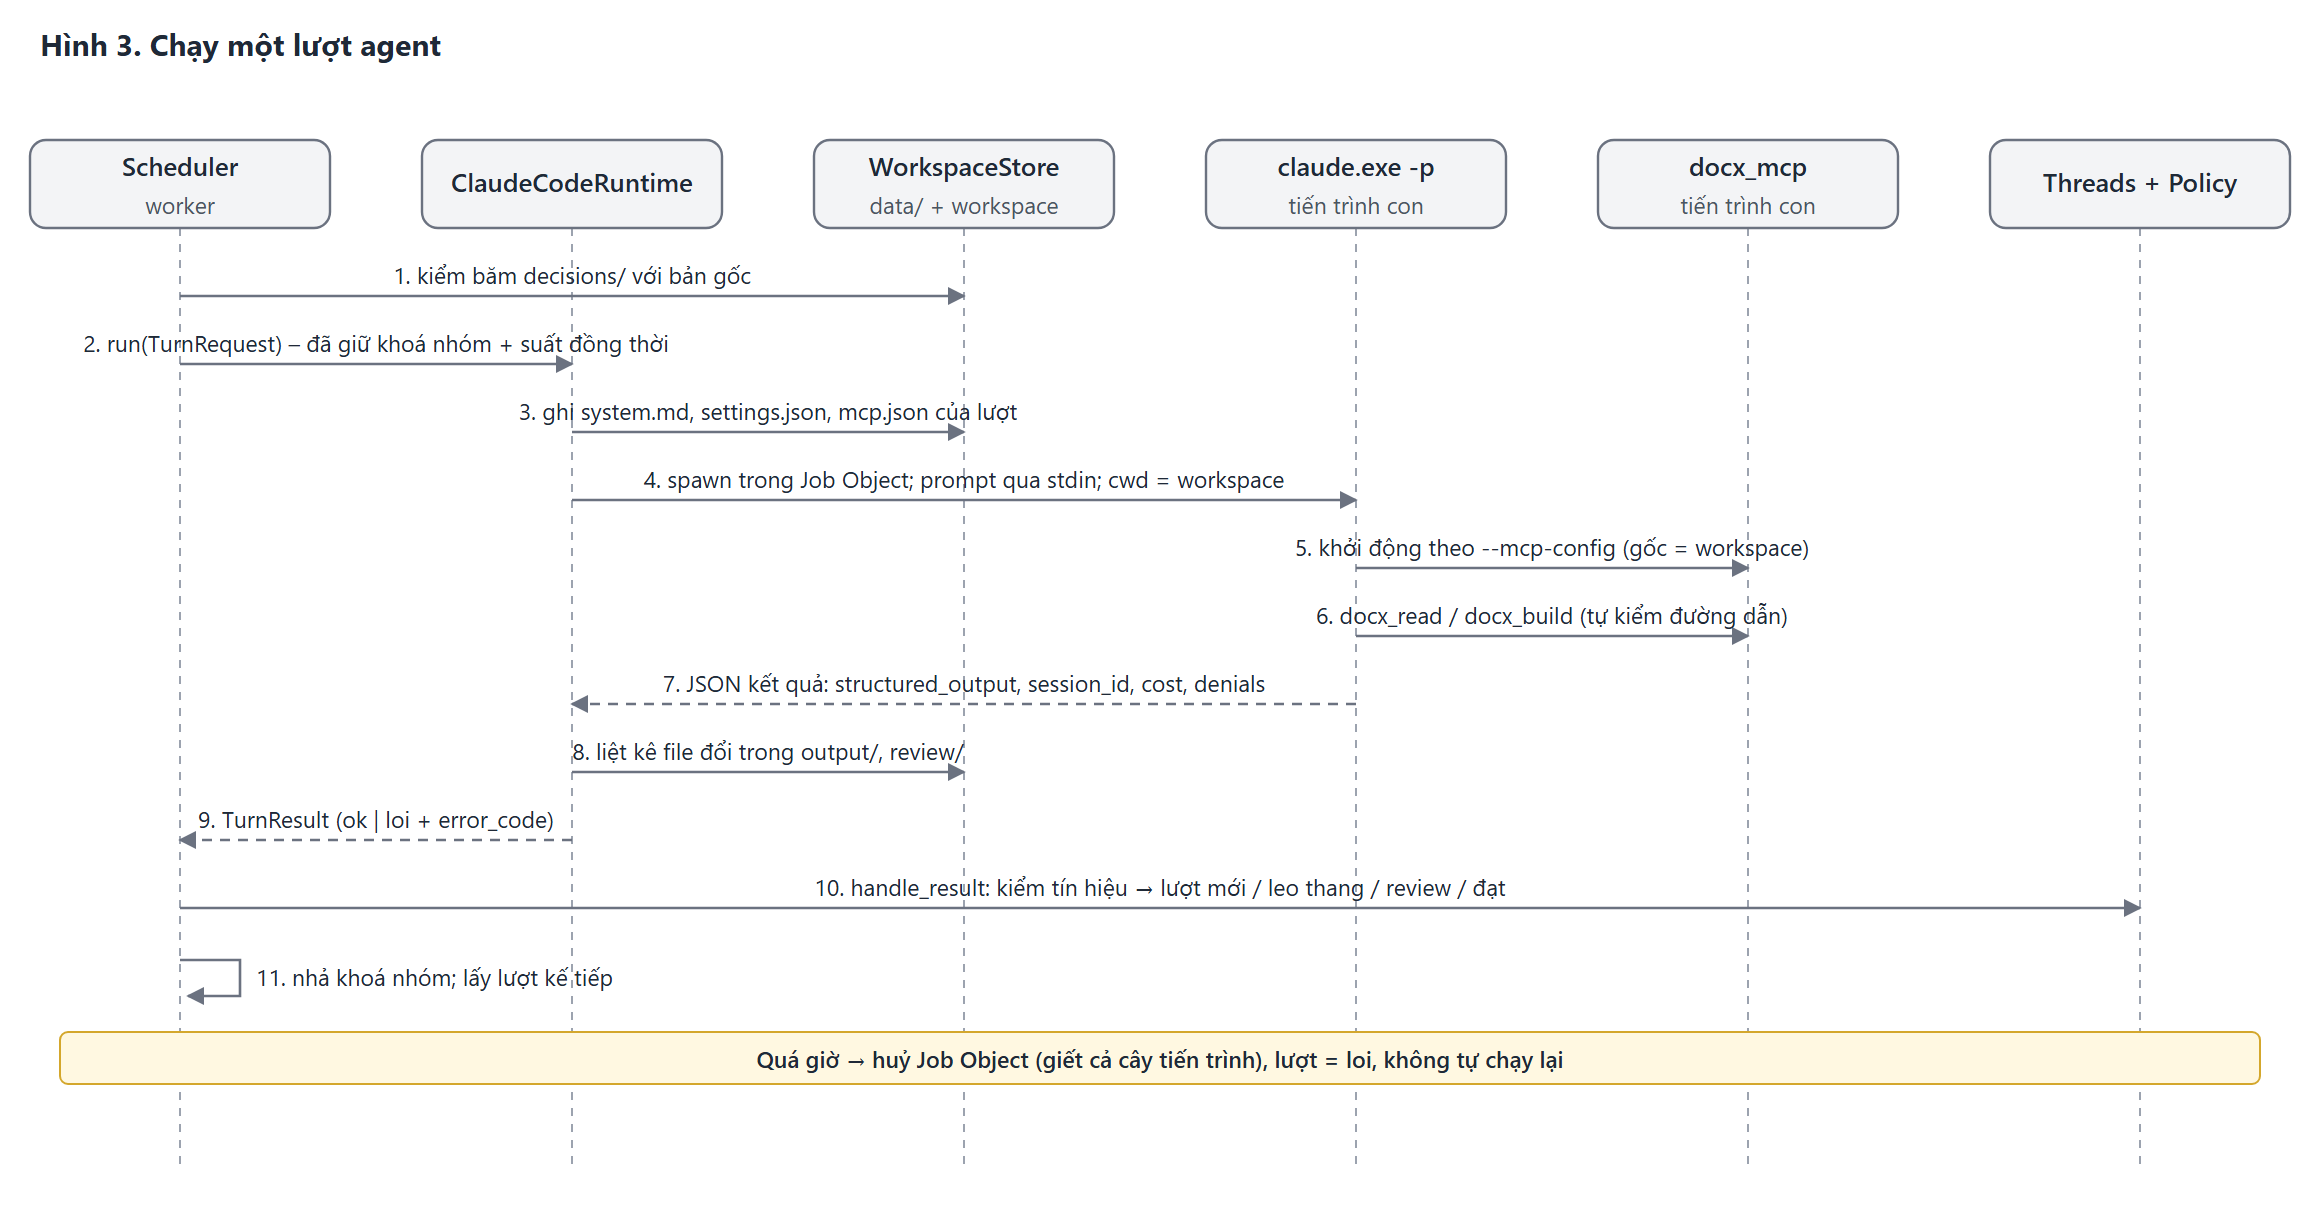 Hình 3. Chạy một lượt agent
Scheduler
worker
ClaudeCodeRuntime
WorkspaceStore
data/ + workspace
claude.exe -p
tiến trình con
docx_mcp
tiến trình con
Threads + Policy
1. kiểm băm decisions/ với bản gốc
2. run(TurnRequest) – đã giữ khoá nhóm + suất đồng thời
3. ghi system.md, settings.json, mcp.json của lượt
4. spawn trong Job Object; prompt qua stdin; cwd = workspace
5. khởi động theo --mcp-config (gốc = workspace)
6. docx_read / docx_build (tự kiểm đường dẫn)
7. JSON kết quả: structured_output, session_id, cost, denials
8. liệt kê file đổi trong output/, review/
9. TurnResult (ok | loi + error_code)
10. handle_result: kiểm tín hiệu → lượt mới / leo thang / review / đạt
11. nhả khoá nhóm; lấy lượt kế tiếp
Quá giờ → huỷ Job Object (giết cả cây tiến trình), lượt = loi, không tự chạy lại